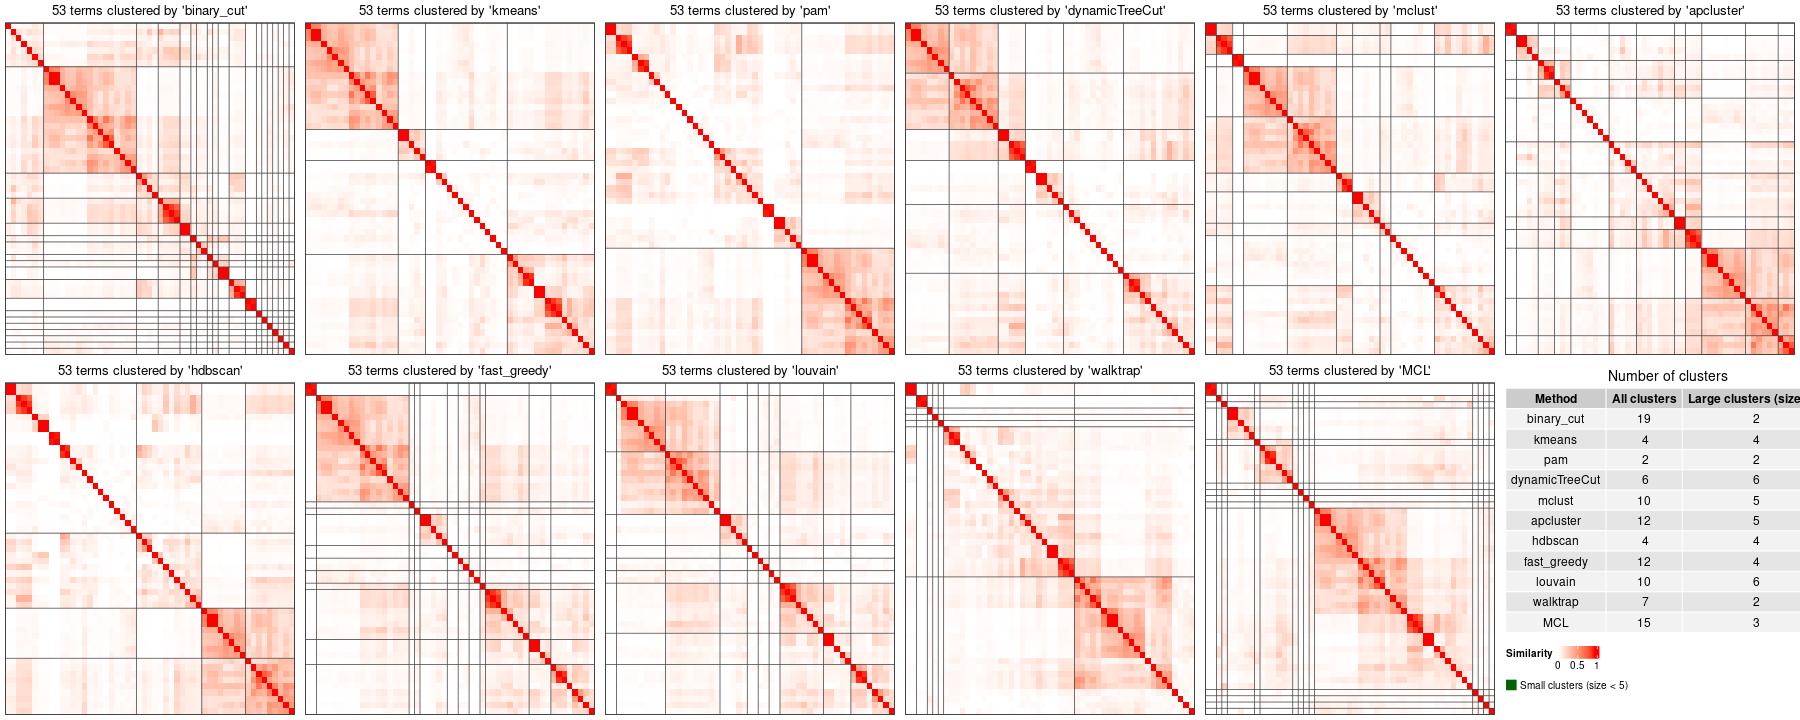 53 terms clustered by 'binary_cut'
53 terms clustered by 'kmeans'
53 terms clustered by 'pam'
53 terms clustered by 'dynamicTreeCut'
53 terms clustered by 'mclust'
53 terms clustered by 'apcluster'
53 terms clustered by 'hdbscan'
53 terms clustered by 'fast_greedy'
53 terms clustered by 'louvain'
53 terms clustered by 'walktrap'
53 terms clustered by 'MCL'
Number of clusters
Method All clusters Large clusters (size
binary_cut 19 2
kmeans 4 4
pam 2 2
dynamicTreeCut 6 6
mclust 10 5
apcluster 12 5
hdbscan 4 4
fast_greedy 12 4
louvain 10 6
walktrap 7 2
MCL 15 3
Similarity
0 0.5 1
Small clusters (size < 5)